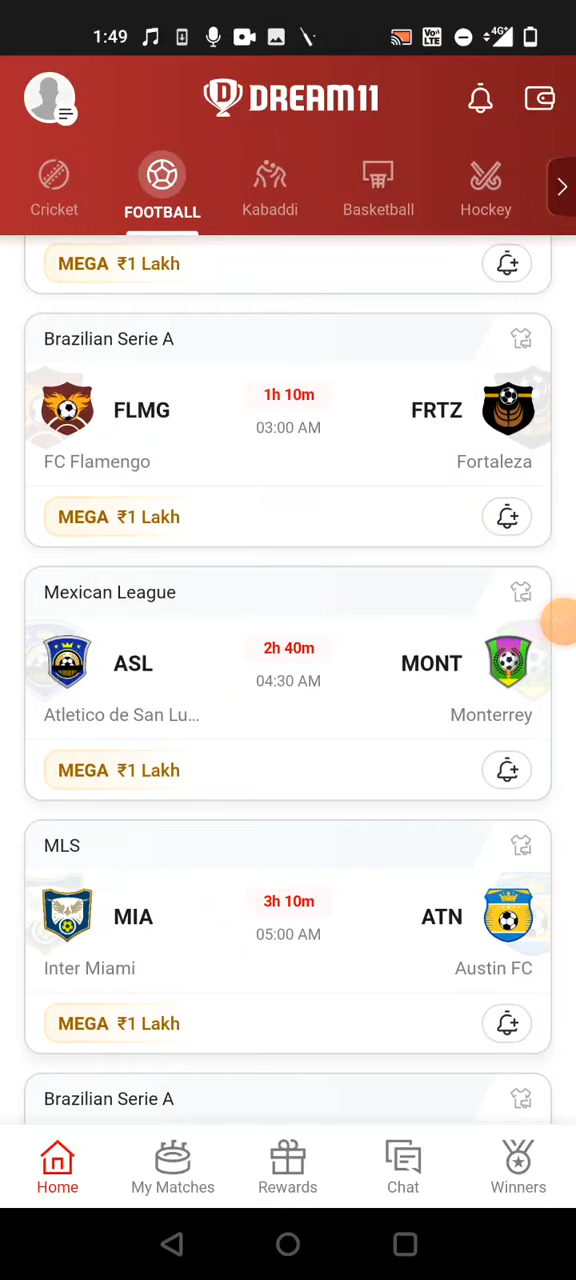 1:49
Vo LTE
4G+
DREAM11
Cricket
FOOTBALL
Kabaddi
Basketball
Hockey
MEGA ₹1 Lakh
Brazilian Serie A
FLMG
1h 10m
03:00 AM
FRTZ
FC Flamengo
Fortaleza
MEGA ₹1 Lakh
Mexican League
ASL
2h 40m
04:30 AM
MONT
Atletico de San Lu...
Monterrey
MEGA ₹1 Lakh
MLS
MIA
3h 10m
05:00 AM
ATN
Inter Miami
Austin FC
MEGA ₹1 Lakh
Brazilian Serie A
Home
My Matches
Rewards
Chat
Winners